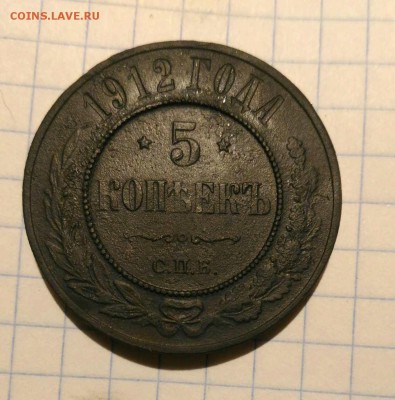 COINS.LAVE.RU
1912 ГОДА
5
КОПѢЕКЪ
С.П.Б.